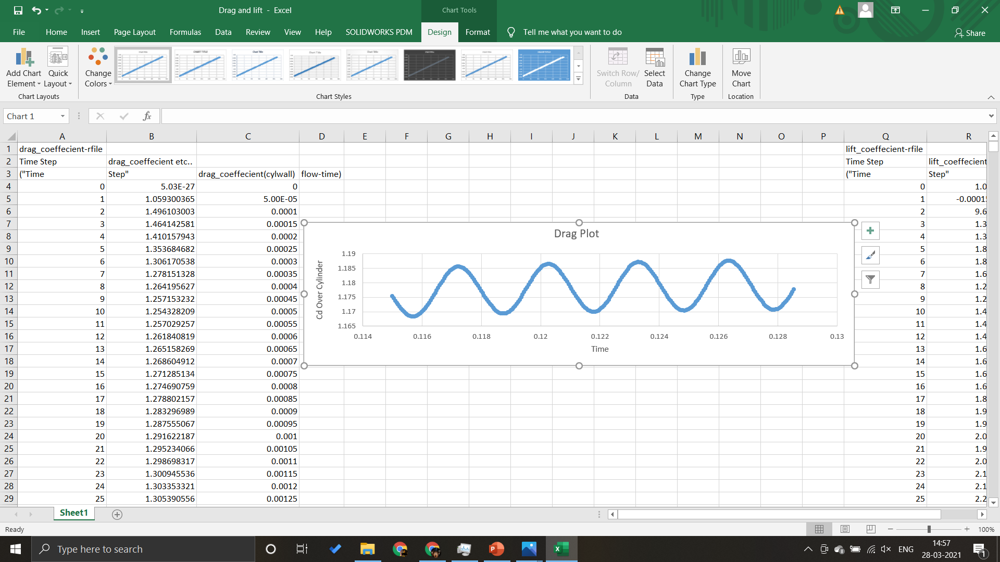 Drag and lift - Excel
Chart Tools
File Home Insert Page Layout Formulas Data Review View Help SOLIDWORKS PDM Design Format Tell me what you want to do Share
Add Chart Element
Quick Layout
Change Colors
Switch Row/ Column
Select Data
Change Chart Type
Move Chart
Chart Layouts Chart Styles Data Type Location
Chart 1 fx
A B C D E F G H I J K L M N O P Q R
1 drag_coeffecient-rfile lift_coeffecient-rfile
2 Time Step drag_coeffecient etc.. Time Step lift_coeffecient
3 ("Time Step" drag_coeffecient(cylwall) flow-time) ("Time Step"
4 0 5.03E-27 0 0 1.0
5 1 1.059300365 5.00E-05 1 -0.0001
6 2 1.496103003 0.0001 2 9.6
7 3 1.464142581 0.00015 3 1.3
8 4 1.410157943 0.0002 4 1.3
9 5 1.353684682 0.00025 5 1.8
10 6 1.306170538 0.0003 6 1.8
11 7 1.278151328 0.00035 7 1.6
12 8 1.264195627 0.0004 8 1.2
13 9 1.257153232 0.00045 9 1.2
14 10 1.254328209 0.0005 10 1.4
15 11 1.257029257 0.00055 11 1.4
16 12 1.261840819 0.0006 12 1.4
17 13 1.265158269 0.00065 13 1.6
18 14 1.268604912 0.0007 14 1.6
19 15 1.271285134 0.00075 15 1.6
20 16 1.274690759 0.0008 16 1.6
21 17 1.278802157 0.00085 17 1.8
22 18 1.283296989 0.0009 18 1.9
23 19 1.287555067 0.00095 19 1.9
24 20 1.291622187 0.001 20 2.0
25 21 1.295234066 0.00105 21 1.9
26 22 1.298698317 0.0011 22 2.0
27 23 1.300945536 0.00115 23 2.1
28 24 1.303353321 0.0012 24 2.1
29 25 1.305390556 0.00125 25 2.2
Drag Plot
Cd Over Cylinder
1.19
1.185
1.18
1.175
1.17
1.165
0.114 0.116 0.118 0.12 0.122 0.124 0.126 0.128 0.13
Time
Sheet1
Ready 100%
Type here to search
ENG
14:57
28-03-2021
1